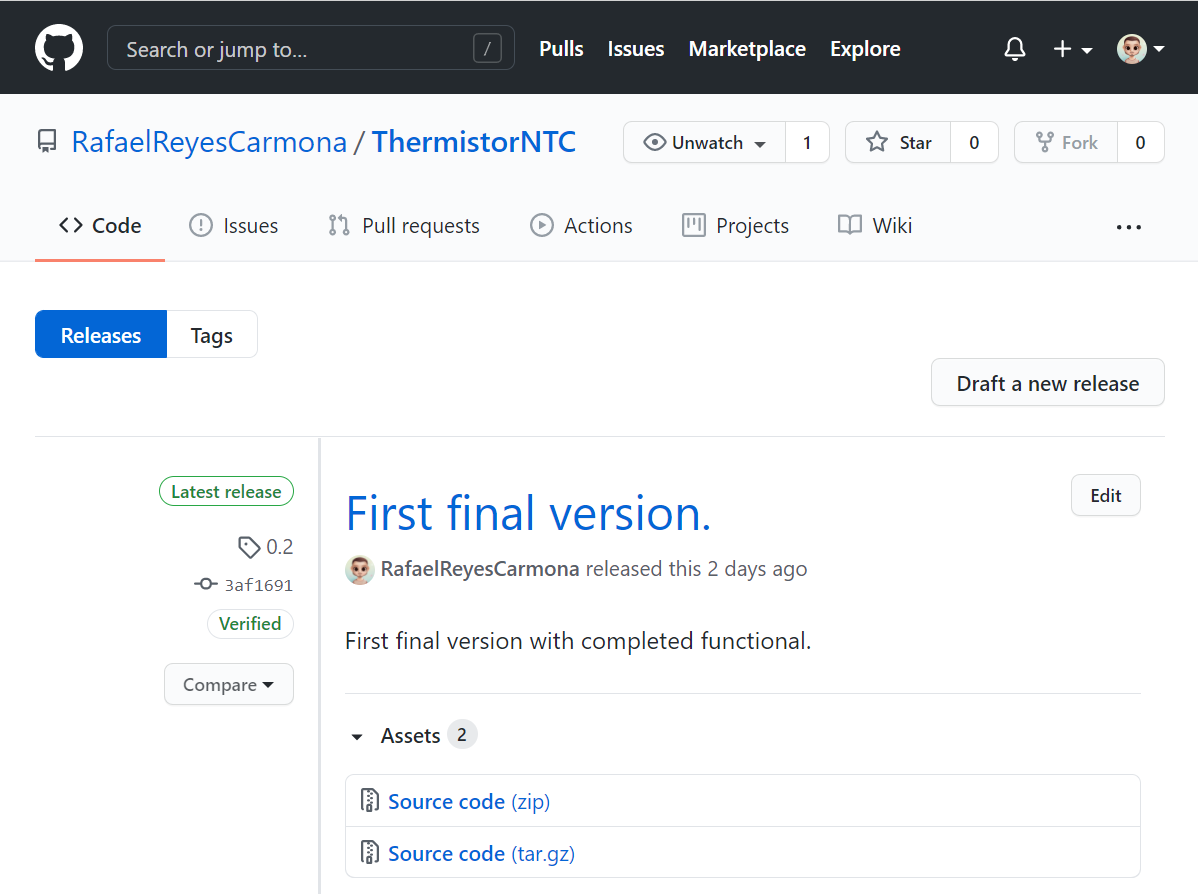 Search or jump to... /
Pulls Issues Marketplace Explore
RafaelReyesCarmona / ThermistorNTC
Unwatch 1 Star 0 Fork 0
Code Issues Pull requests Actions Projects Wiki ...
Releases Tags
Draft a new release
Latest release
0.2
3af1691
Verified
Compare
First final version.
Edit
RafaelReyesCarmona released this 2 days ago
First final version with completed functional.
Assets 2
Source code (zip)
Source code (tar.gz)